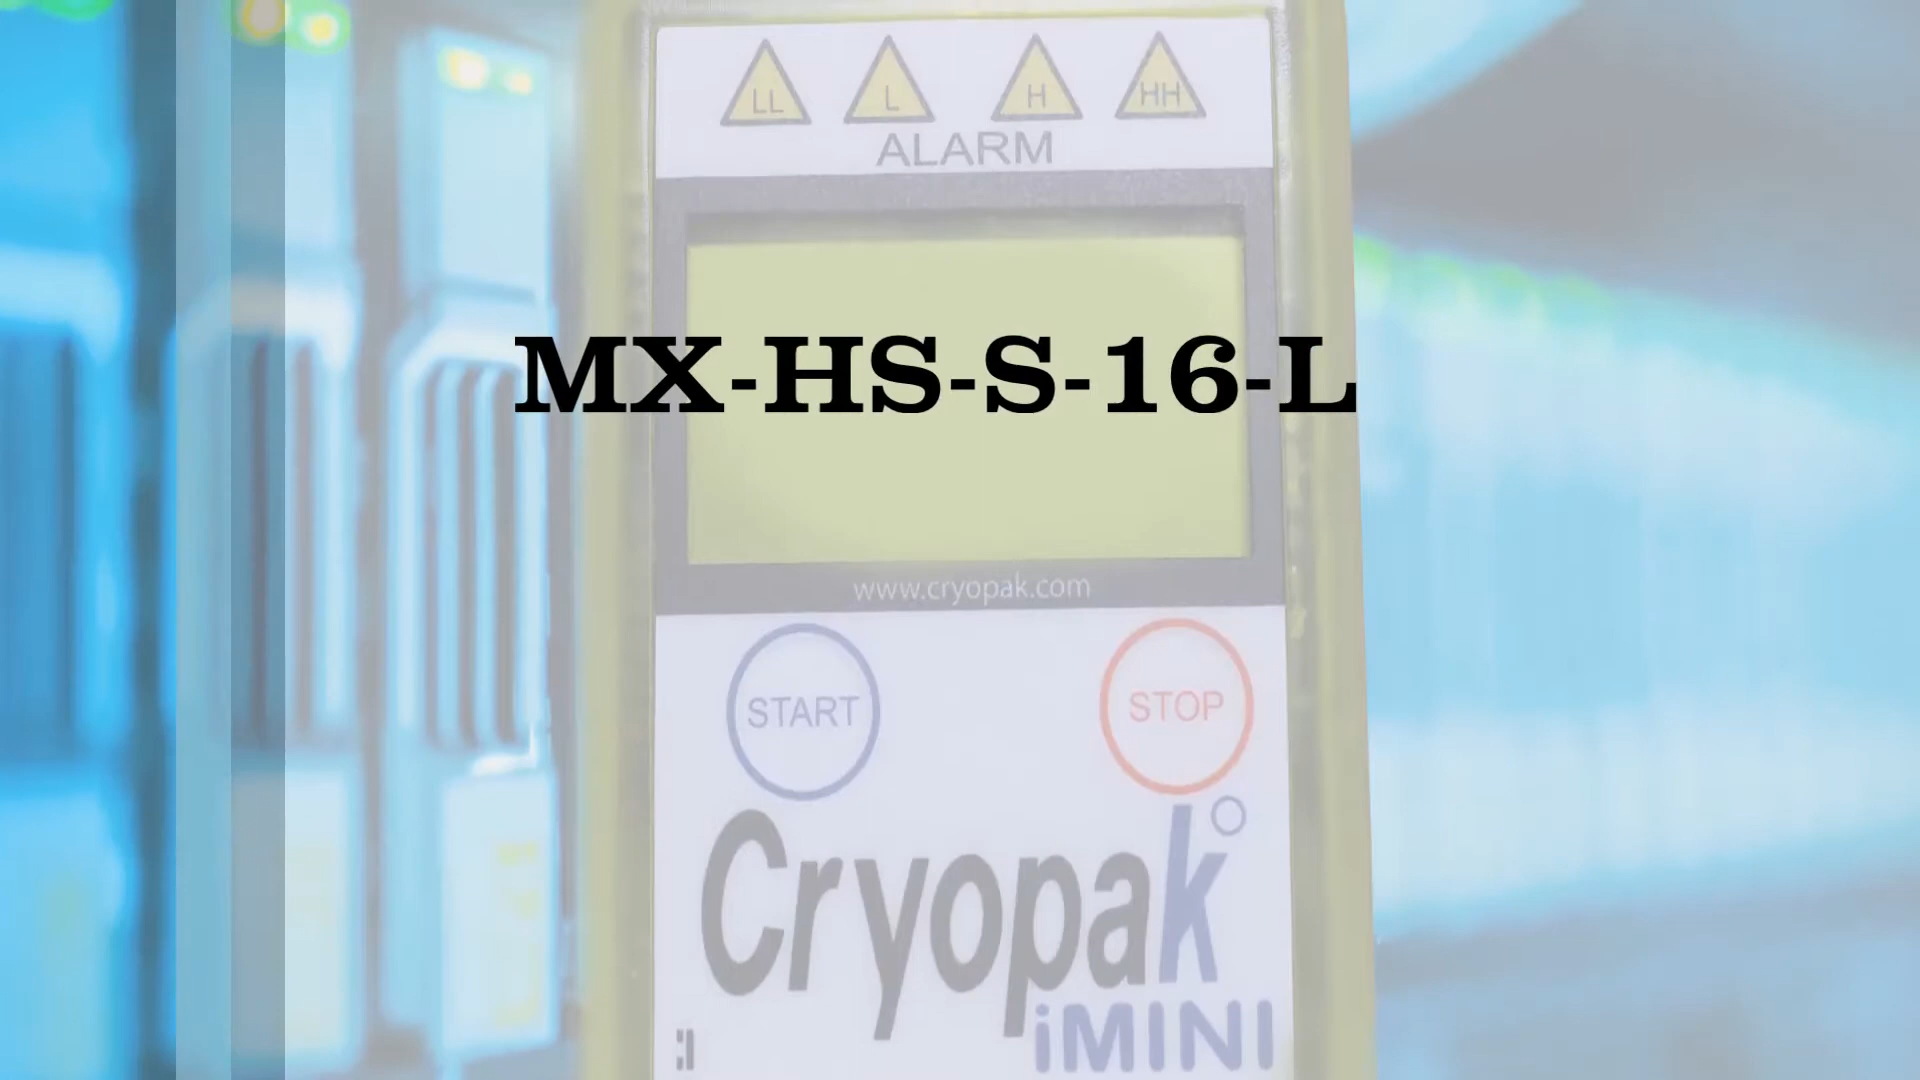 LL L H HH
ALARM
MX-HS-S-16-L
www.cryopak.com
START STOP
Cryopak
iMINI